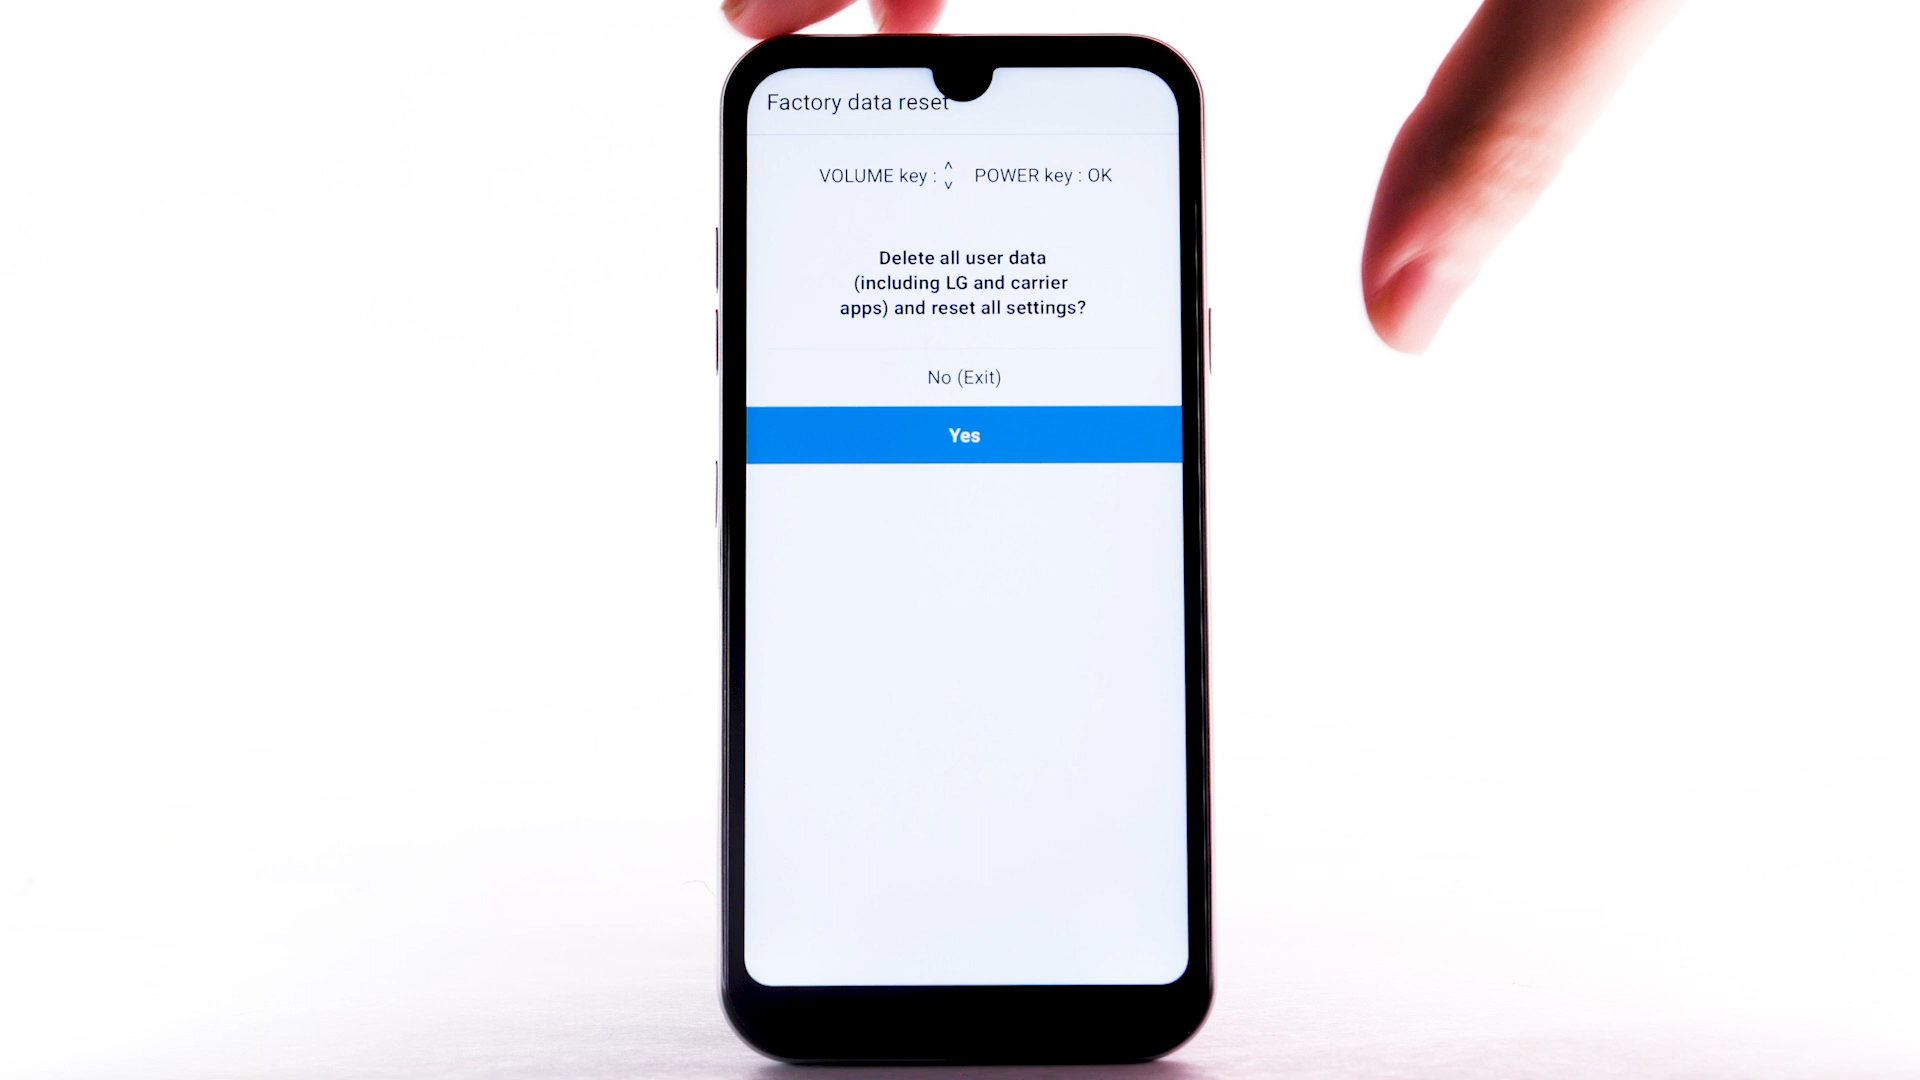 Factory data reset
VOLUME key : ^ v POWER key : OK
Delete all user data
(including LG and carrier
apps) and reset all settings?
No (Exit)
Yes